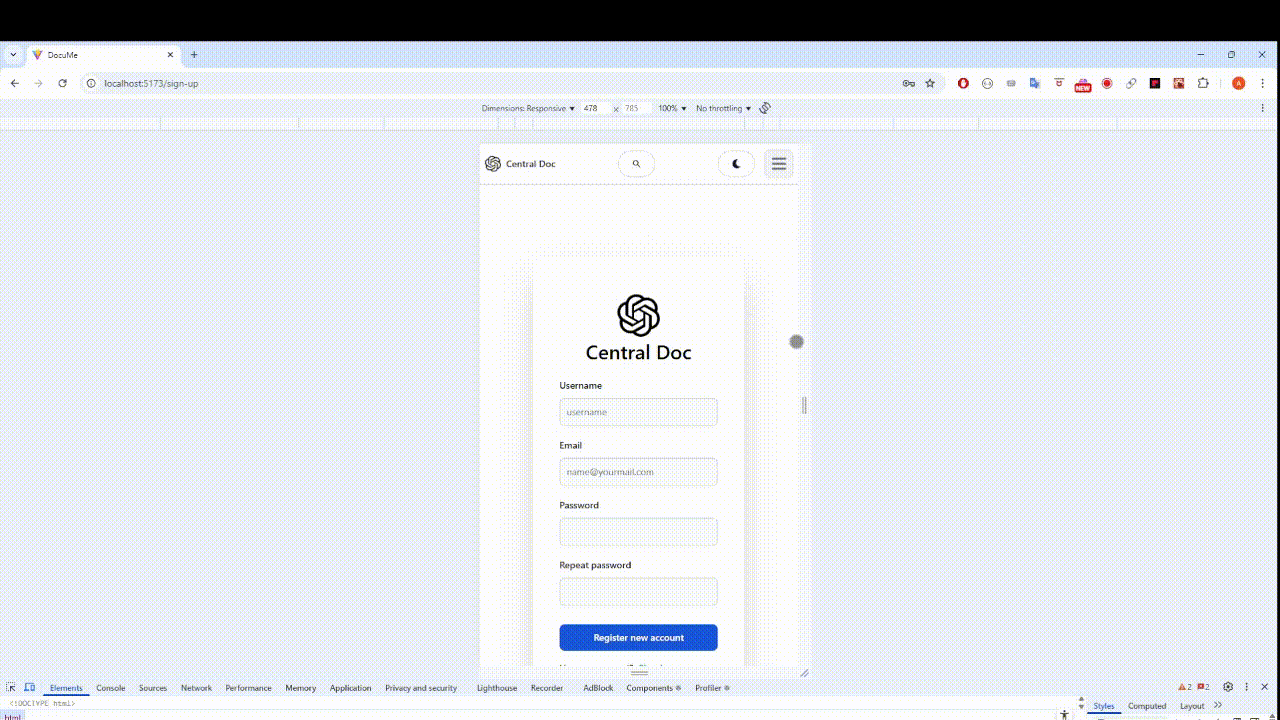 DocuMe
localhost:5173/sign-up
NEW
A
Dimensions: Responsive 478 x 785 100% No throttling
Central Doc
Central Doc
Username
username
Email
name@yourmail.com
Password
Repeat password
Register new account
Elements Console Sources Network Performance Memory Application Privacy and security Lighthouse Recorder AdBlock Components Profiler 2 2
<!DOCTYPE html>
Styles Computed Layout
html